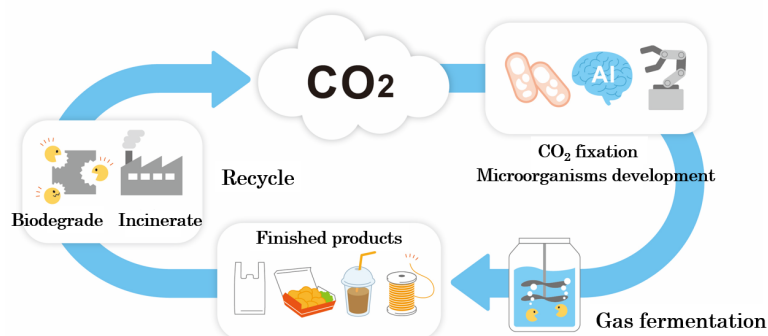 CO₂
AI
CO₂ fixation
Microorganisms development
Gas fermentation
Finished products
Recycle
Biodegrade Incinerate